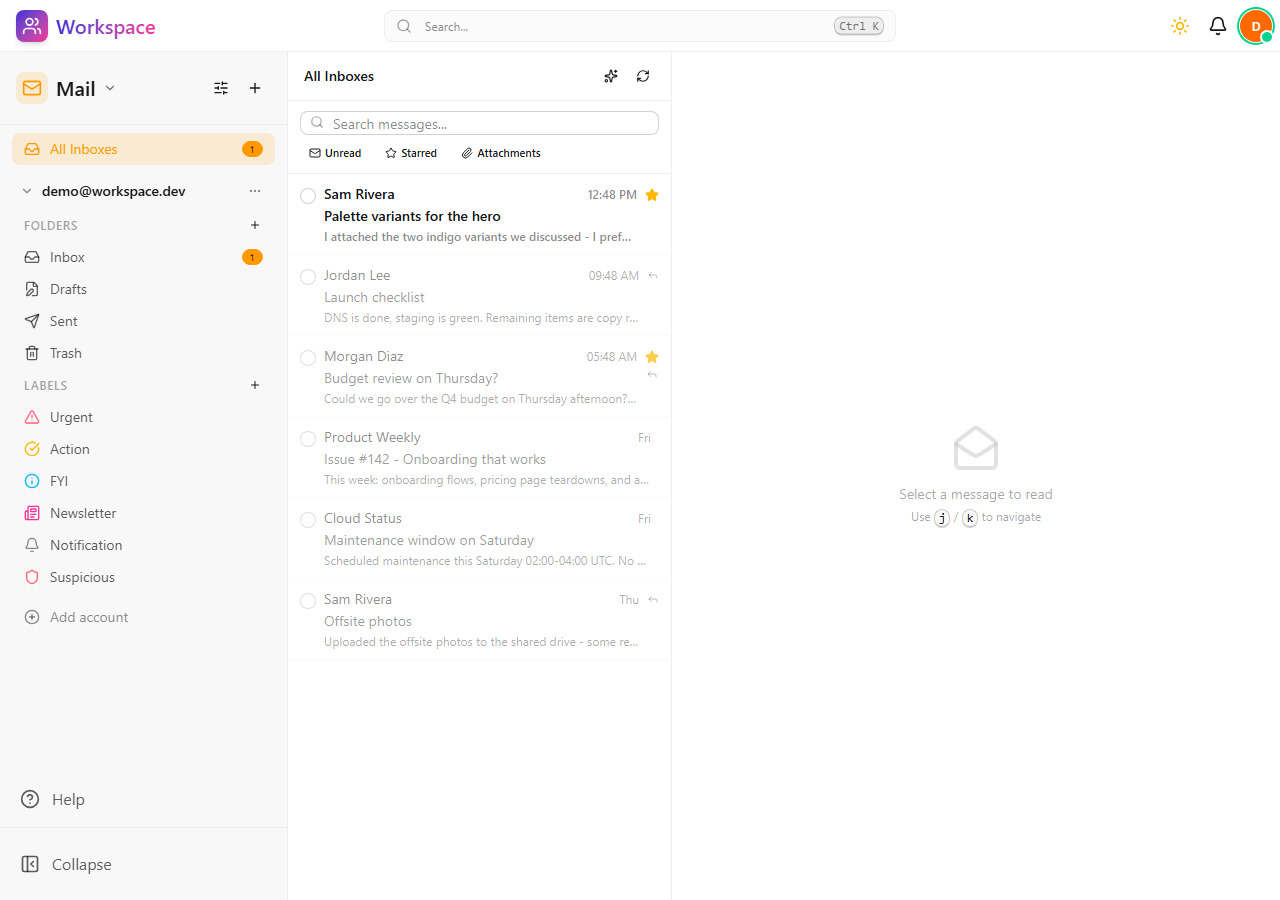 Workspace
Search...
Ctrl K
D
Mail
All Inboxes
1
demo@workspace.dev
FOLDERS
Inbox
1
Drafts
Sent
Trash
LABELS
Urgent
Action
FYI
Newsletter
Notification
Suspicious
Add account
Help
Collapse
All Inboxes
Search messages...
Unread Starred Attachments
Sam Rivera 12:48 PM
Palette variants for the hero
I attached the two indigo variants we discussed - I pref...
Jordan Lee 09:48 AM
Launch checklist
DNS is done, staging is green. Remaining items are copy r...
Morgan Diaz 05:48 AM
Budget review on Thursday?
Could we go over the Q4 budget on Thursday afternoon?...
Product Weekly Fri
Issue #142 - Onboarding that works
This week: onboarding flows, pricing page teardowns, and a...
Cloud Status Fri
Maintenance window on Saturday
Scheduled maintenance this Saturday 02:00-04:00 UTC. No ...
Sam Rivera Thu
Offsite photos
Uploaded the offsite photos to the shared drive - some re...
Select a message to read
Use j / k to navigate